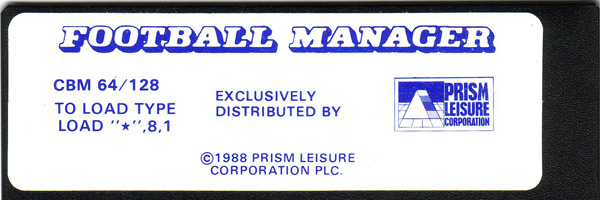 FOOTBALL MANAGER
CBM 64/128
TO LOAD TYPE
LOAD "*",8,1
EXCLUSIVELY
DISTRIBUTED BY
PRISM
LEISURE
CORPORATION
©1988 PRISM LEISURE
CORPORATION PLC.